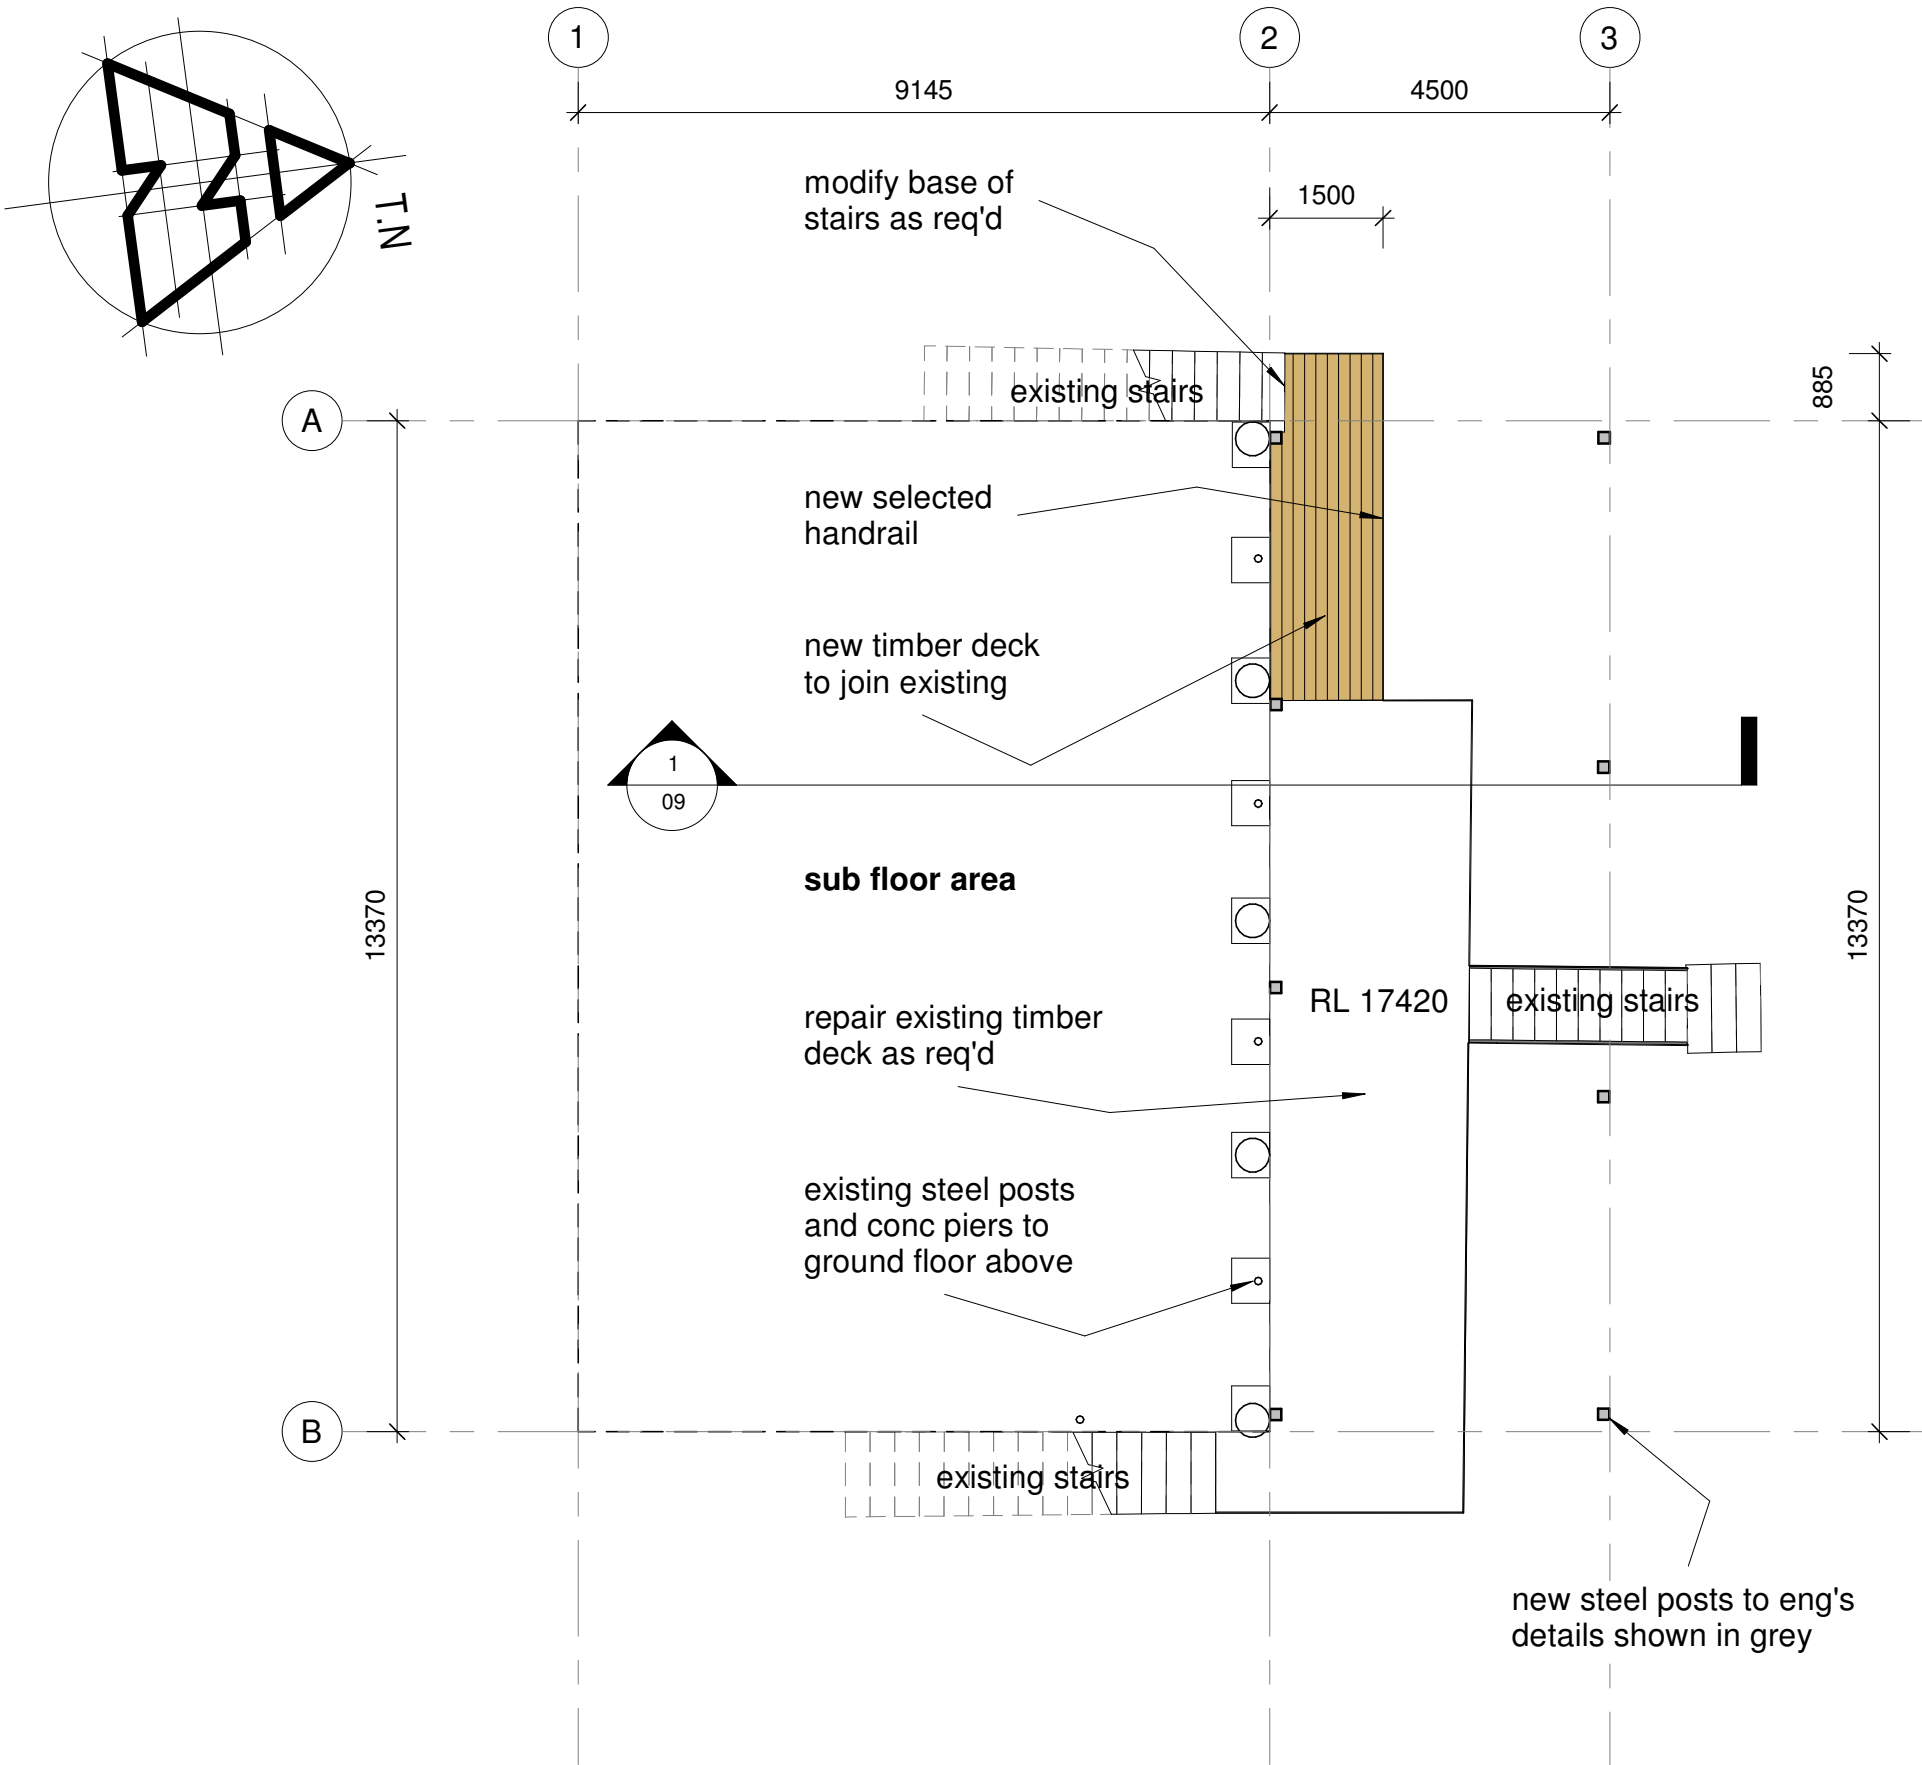 1
2
3
9145
4500
T.N
modify base of
stairs as req'd
1500
885
existing stairs
A
new selected
handrail
new timber deck
to join existing
1
09
sub floor area
13370
13370
repair existing timber
deck as req'd
RL 17420
existing stairs
existing steel posts
and conc piers to
ground floor above
B
existing stairs
new steel posts to eng's
details shown in grey